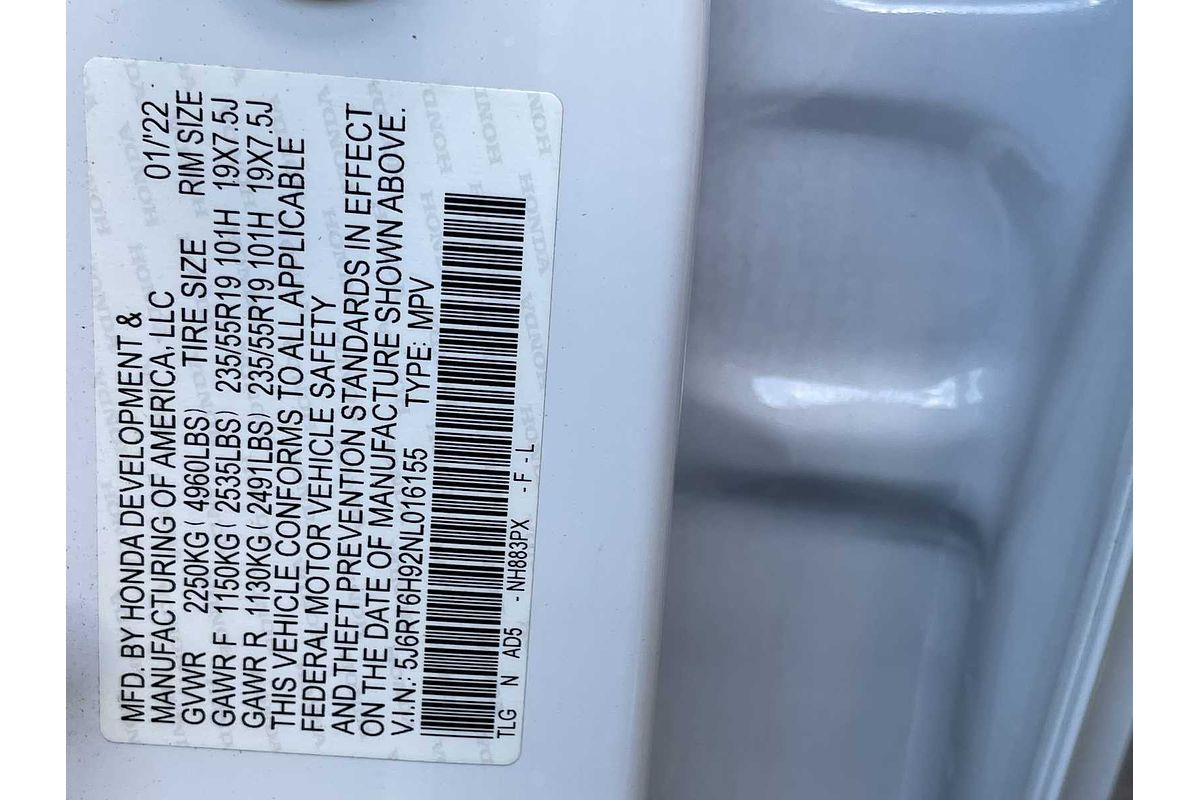 MFD. BY HONDA DEVELOPMENT &
MANUFACTURING OF AMERICA, LLC 01/'22
GVWR 2250KG ( 4960LBS) TIRE SIZE RIM SIZE
GAWR F 1150KG ( 2535LBS) 235/55R19 101H 19X7.5J
GAWR R 1130KG ( 2491LBS) 235/55R19 101H 19X7.5J
THIS VEHICLE CONFORMS TO ALL APPLICABLE
FEDERAL MOTOR VEHICLE SAFETY
AND THEFT PREVENTION STANDARDS IN EFFECT
ON THE DATE OF MANUFACTURE SHOWN ABOVE.
V.I.N.: 5J6RT6H92NL016155 TYPE: MPV
TLG N AD5 -NH883PX -F -L